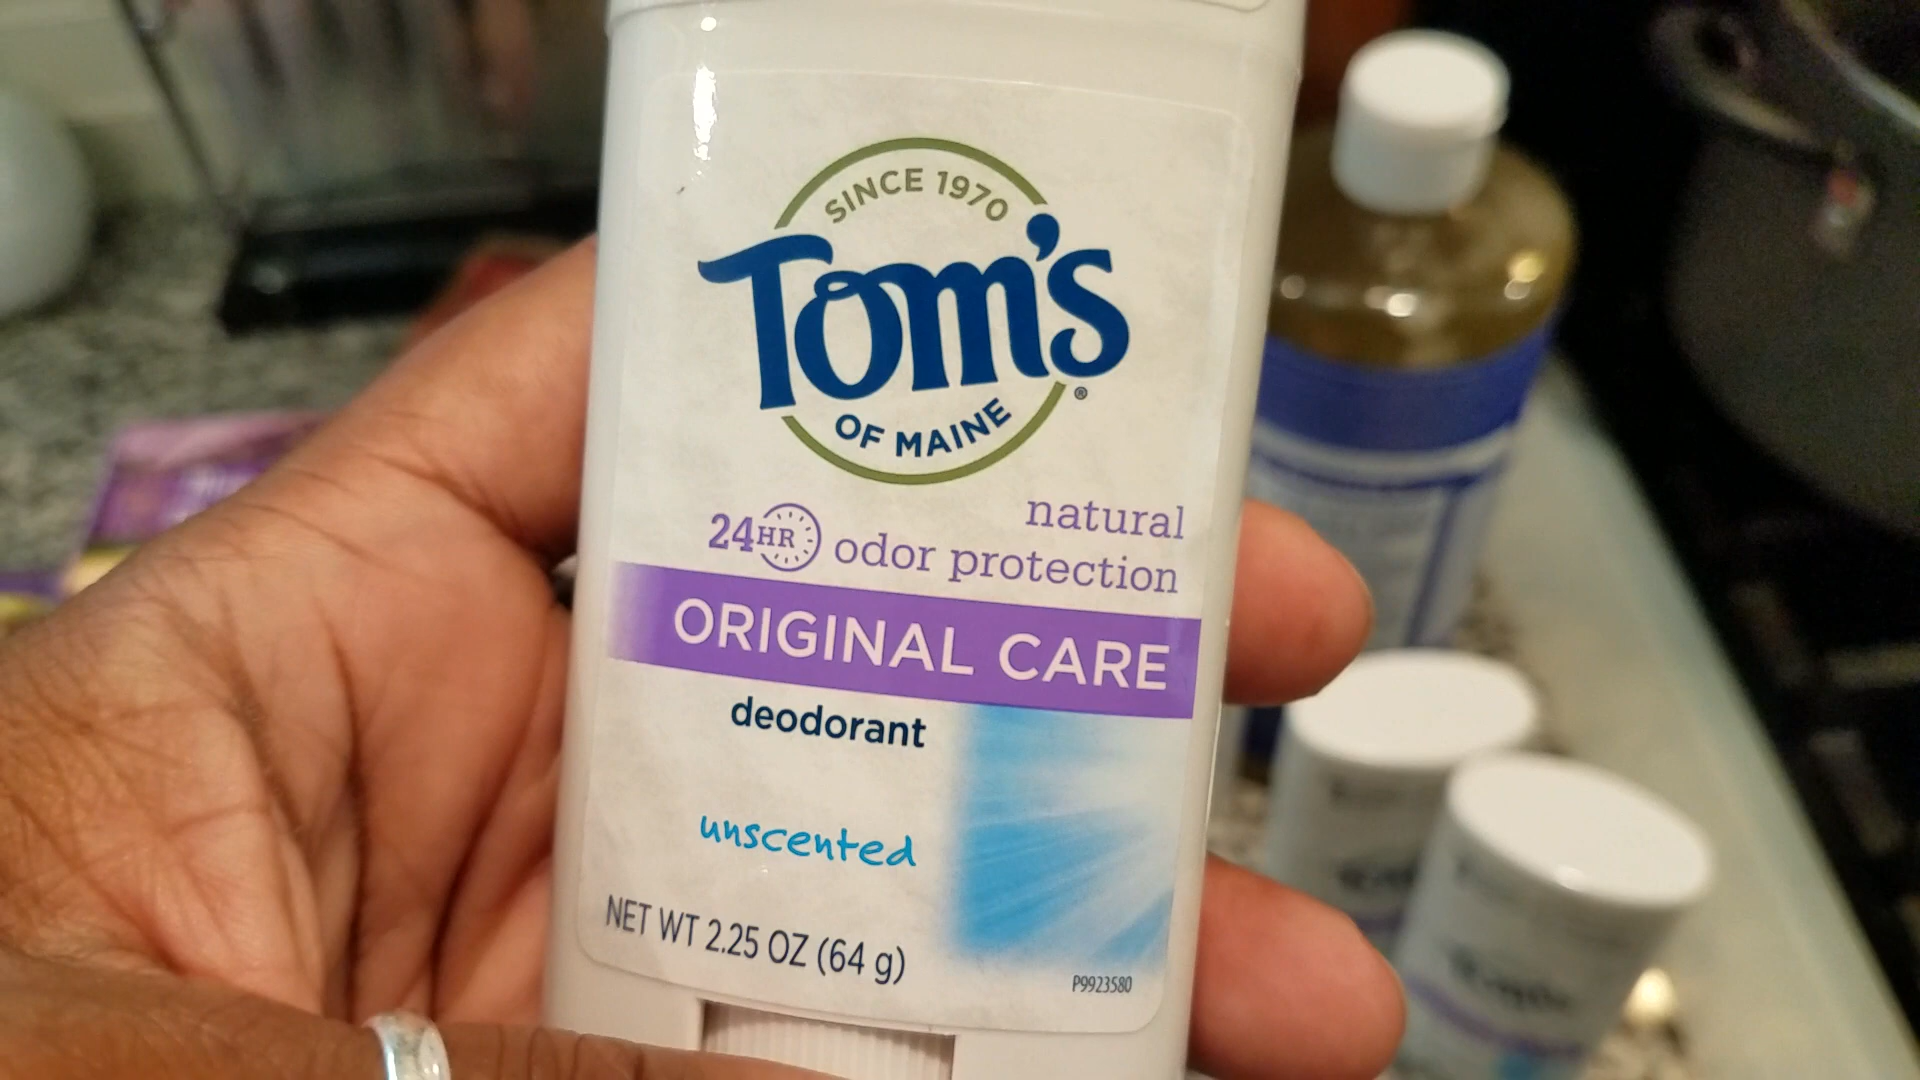 SINCE 1970
Tom's
OF MAINE
®
natural
24HR odor protection
ORIGINAL CARE
deodorant
unscented
NET WT 2.25 OZ (64 g)
P9923580